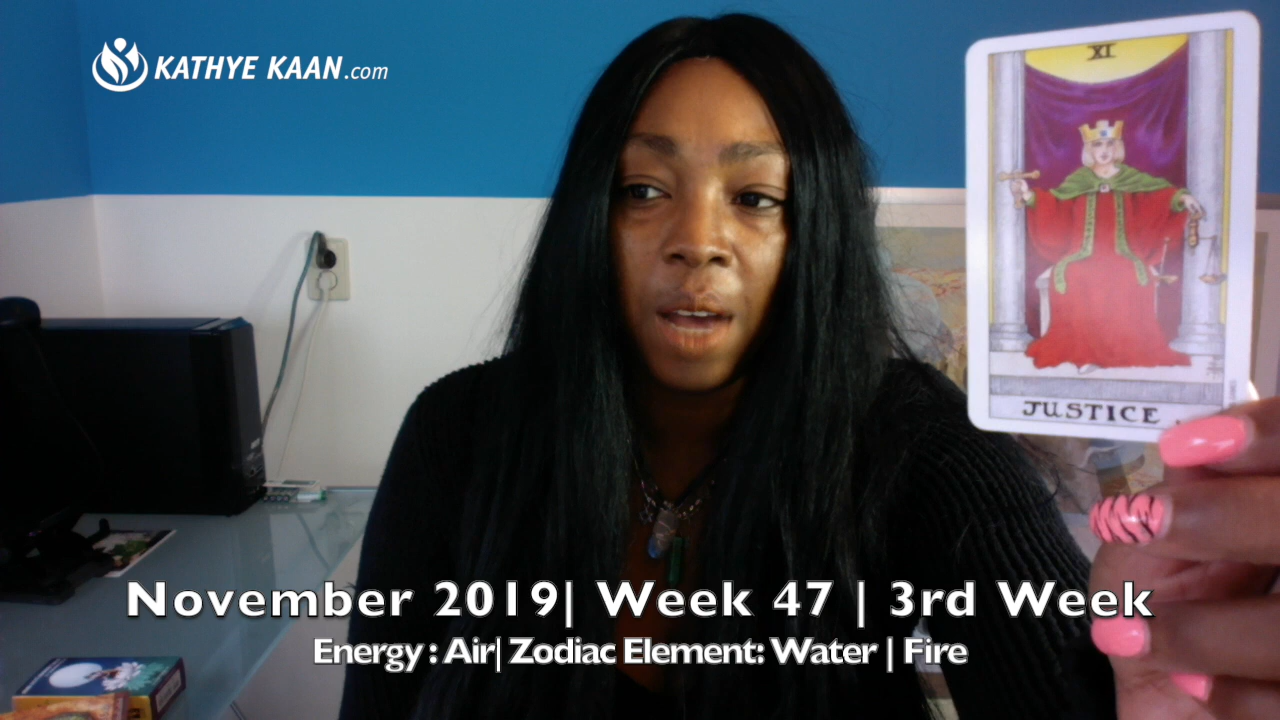 KATHYE KAAN.com
XI
JUSTICE
November 2019| Week 47 | 3rd Week
Energy : Air| Zodiac Element: Water | Fire